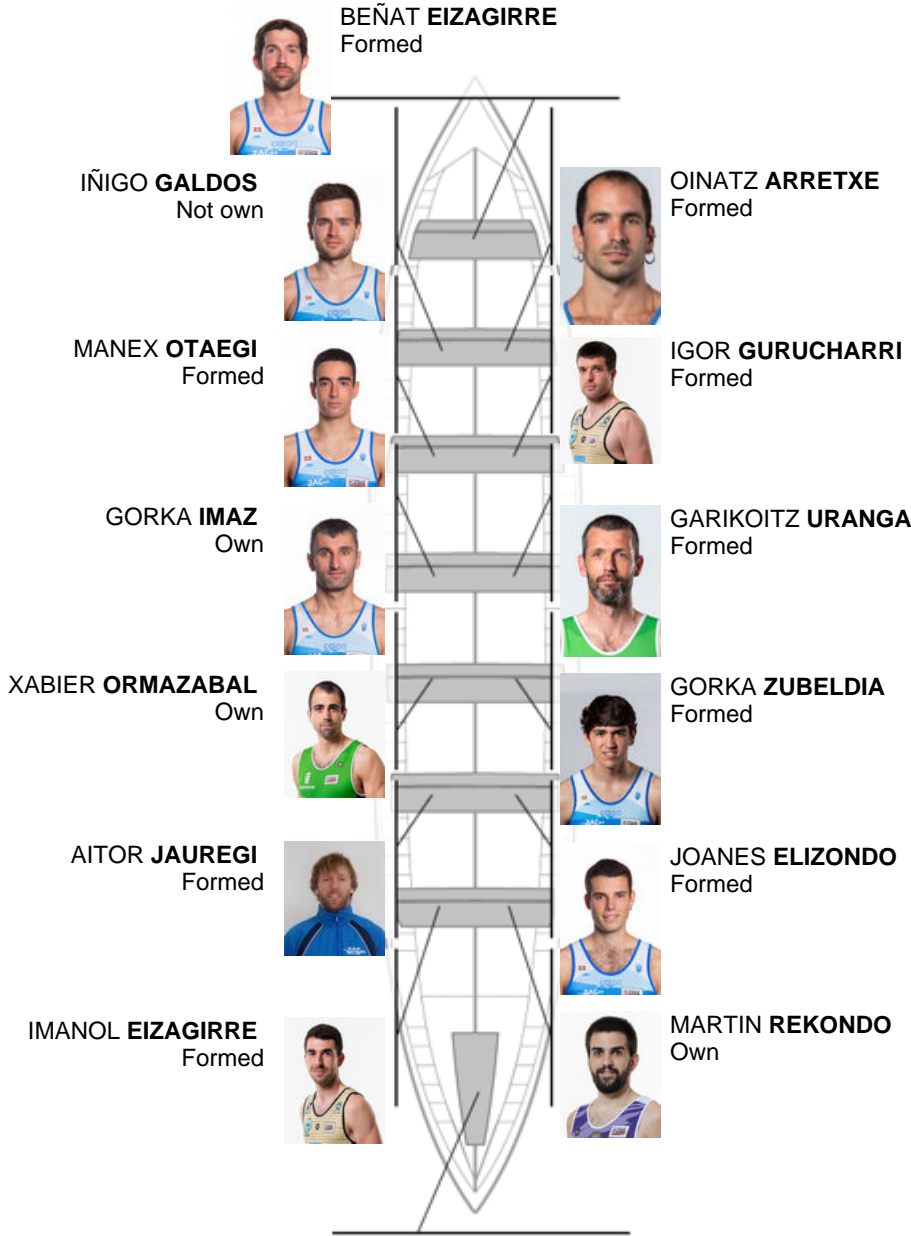 BEÑAT EIZAGIRRE
Formed
IÑIGO GALDOS
Not own
OINATZ ARRETXE
Formed
MANEX OTAEGI
Formed
IGOR GURUCHARRI
Formed
GORKA IMAZ
Own
GARIKOITZ URANGA
Formed
XABIER ORMAZABAL
Own
GORKA ZUBELDIA
Formed
AITOR JAUREGI
Formed
JOANES ELIZONDO
Formed
IMANOL EIZAGIRRE
Formed
MARTIN REKONDO
Own